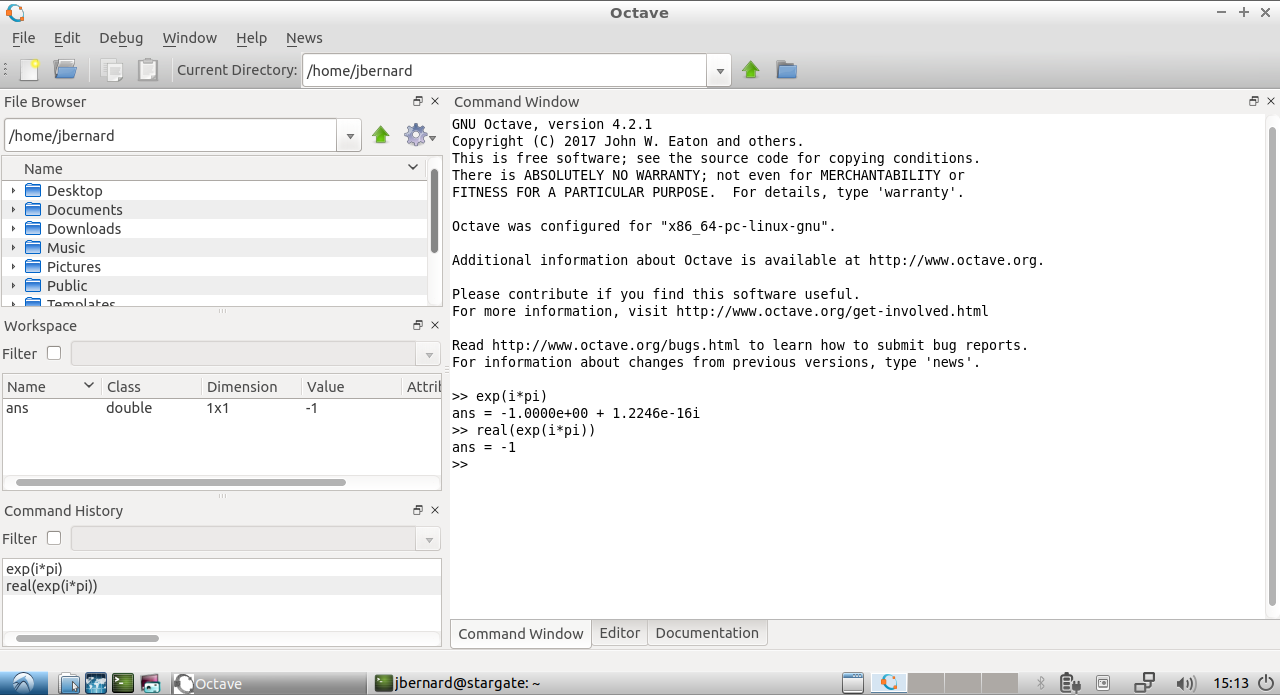 Octave
File Edit Debug Window Help News
Current Directory: /home/jbernard
File Browser
/home/jbernard
Name
Desktop
Documents
Downloads
Music
Pictures
Public
Templates
Workspace
Filter
Name Class Dimension Value Attrib
ans double 1x1 -1
Command History
Filter
exp(i*pi)
real(exp(i*pi))
Command Window
GNU Octave, version 4.2.1
Copyright (C) 2017 John W. Eaton and others.
This is free software; see the source code for copying conditions.
There is ABSOLUTELY NO WARRANTY; not even for MERCHANTABILITY or
FITNESS FOR A PARTICULAR PURPOSE.  For details, type 'warranty'.
Octave was configured for "x86_64-pc-linux-gnu".
Additional information about Octave is available at http://www.octave.org.
Please contribute if you find this software useful.
For more information, visit http://www.octave.org/get-involved.html
Read http://www.octave.org/bugs.html to learn how to submit bug reports.
For information about changes from previous versions, type 'news'.
>> exp(i*pi)
ans = -1.0000e+00 + 1.2246e-16i
>> real(exp(i*pi))
ans = -1
>>
Command Window Editor Documentation
Octave jbernard@stargate: ~ 15:13